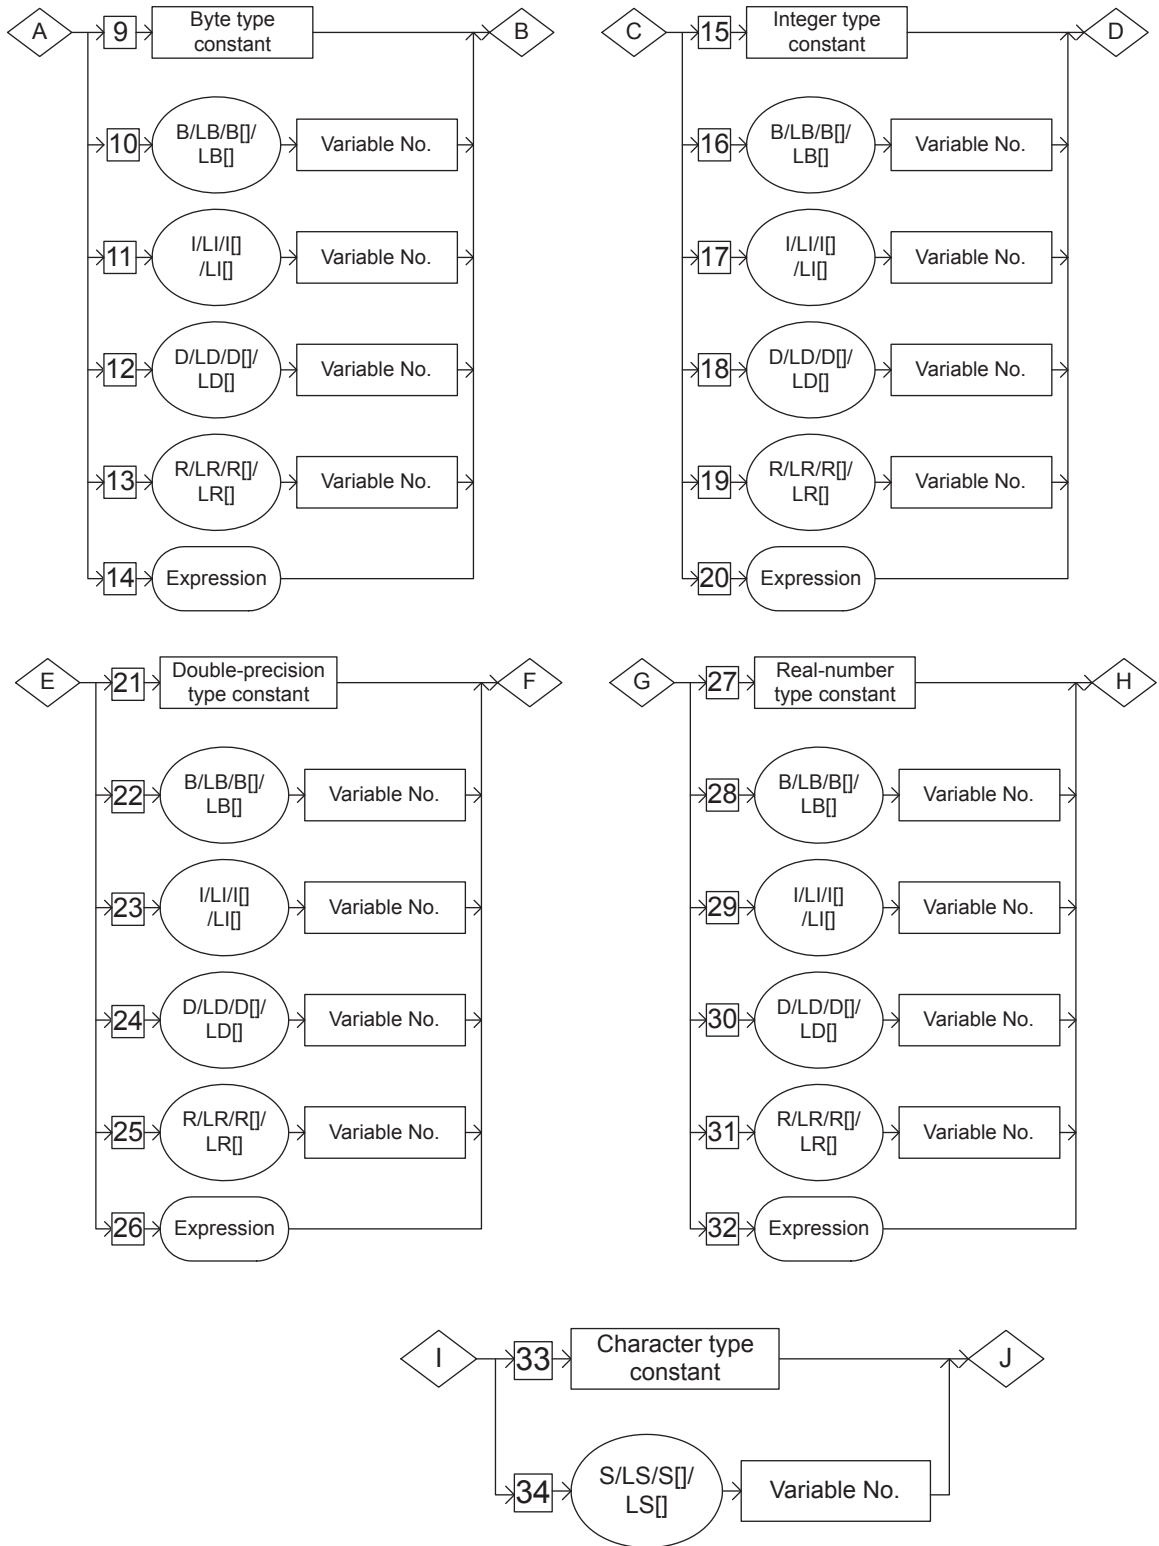 A
9
Byte type
constant
B
10
B/LB/B[]/
LB[]
Variable No.
11
I/LI/I[]
/LI[]
Variable No.
12
D/LD/D[]/
LD[]
Variable No.
13
R/LR/R[]/
LR[]
Variable No.
14
Expression
C
15
Integer type
constant
D
16
B/LB/B[]/
LB[]
Variable No.
17
I/LI/I[]
/LI[]
Variable No.
18
D/LD/D[]/
LD[]
Variable No.
19
R/LR/R[]/
LR[]
Variable No.
20
Expression
E
21
Double-precision
type constant
F
22
B/LB/B[]/
LB[]
Variable No.
23
I/LI/I[]
/LI[]
Variable No.
24
D/LD/D[]/
LD[]
Variable No.
25
R/LR/R[]/
LR[]
Variable No.
26
Expression
G
27
Real-number
type constant
H
28
B/LB/B[]/
LB[]
Variable No.
29
I/LI/I[]
/LI[]
Variable No.
30
D/LD/D[]/
LD[]
Variable No.
31
R/LR/R[]/
LR[]
Variable No.
32
Expression
I
33
Character type
constant
J
34
S/LS/S[]/
LS[]
Variable No.